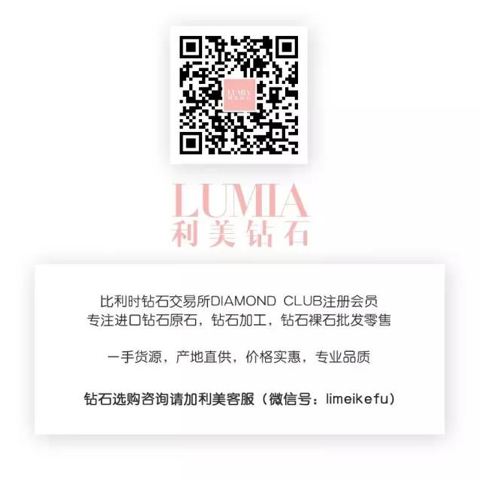 LUMIA
利美钻石
比利时钻石交易所DIAMOND CLUB注册会员
专注进口钻石原石，钻石加工，钻石裸石批发零售
一手货源，产地直供，价格实惠，专业品质
钻石选购咨询请加利美客服（微信号：limeikefu）